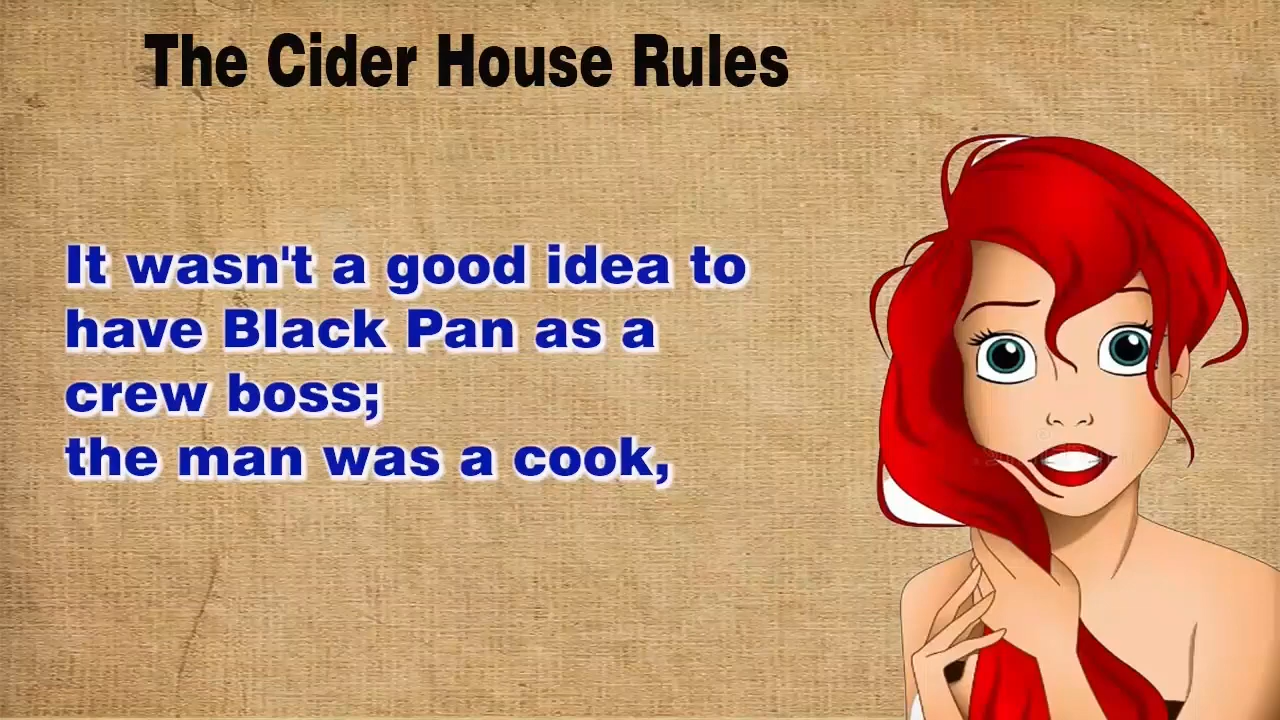 The Cider House Rules
It wasn't a good idea to
have Black Pan as a
crew boss;
the man was a cook,